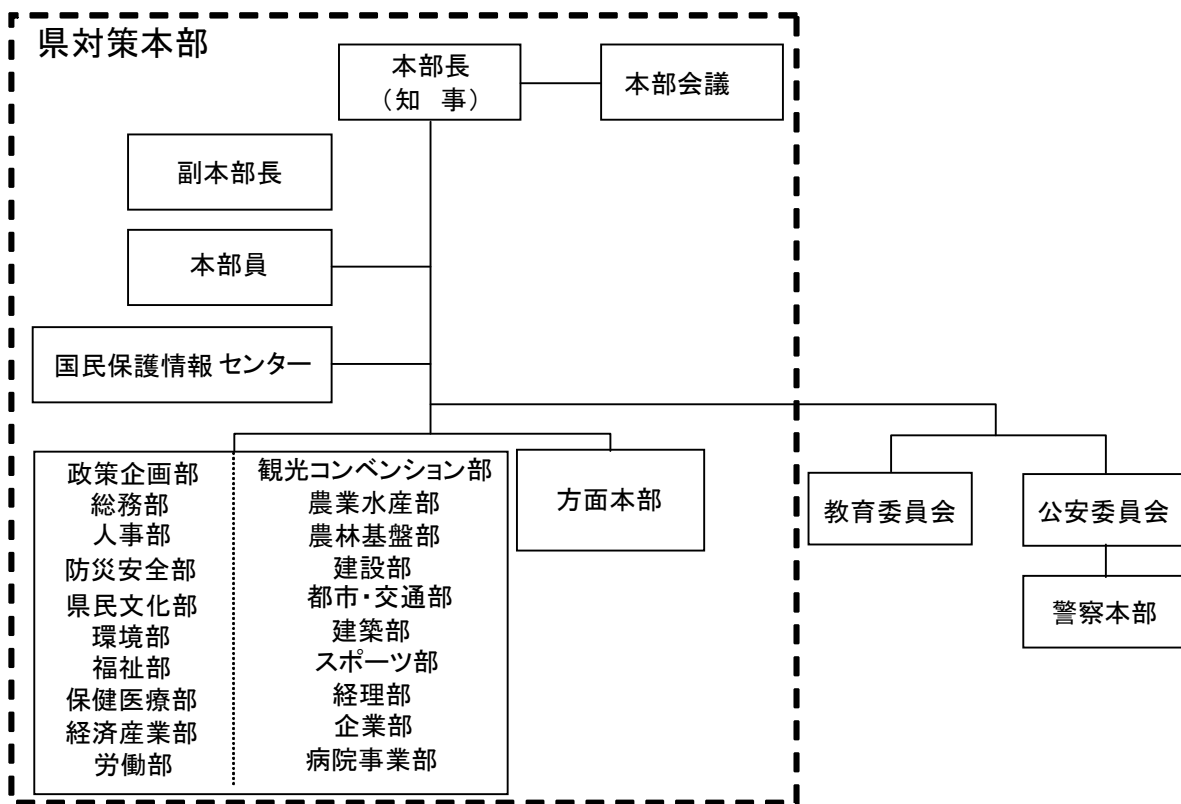 県対策本部
本部長
（知　事）
本部会議
副本部長
本部員
国民保護情報センター
政策企画部
総務部
人事部
防災安全部
県民文化部
環境部
福祉部
保健医療部
経済産業部
労働部
観光コンベンション部
農業水産部
農林基盤部
建設部
都市・交通部
建築部
スポーツ部
経理部
企業部
病院事業部
方面本部
教育委員会
公安委員会
警察本部